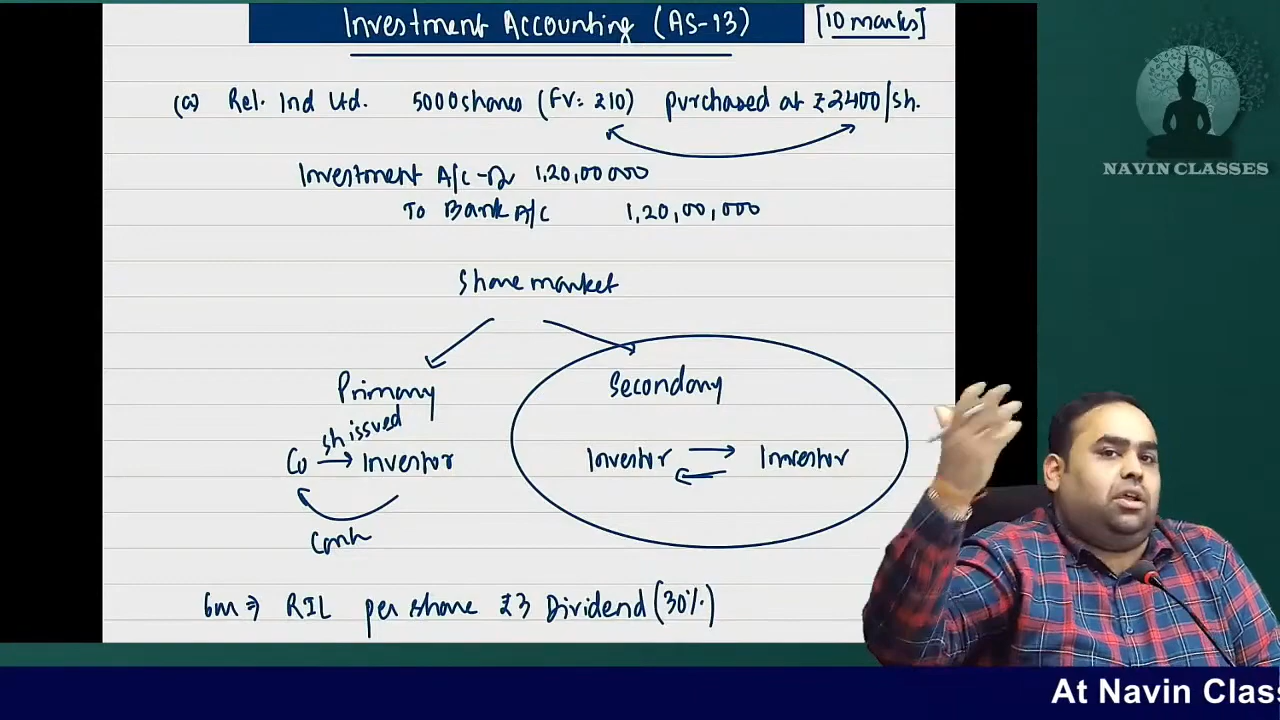 Investment Accounting (AS-13) [10 marks]
(a) Rel. Ind Ltd. 5000 shares (FV: ₹10) purchased at ₹2400/sh.
Investment A/c -Dr 1,20,00000
To Bank A/c 1,20,00,000
Share market
Primary
Secondary
sh issued
Co → Investor
Investor Investor
Cash
6m ⇒ RIL per share ₹3 Dividend (30%)
NAVIN CLASSES
At Navin Class